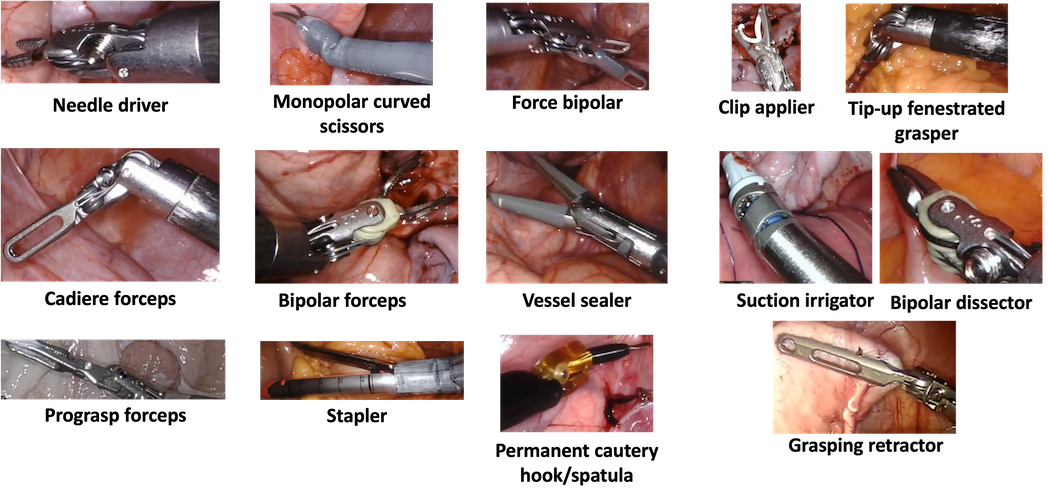 Needle driver
Monopolar curved
scissors
Force bipolar
Clip applier
Tip-up fenestrated
grasper
Cadiere forceps
Bipolar forceps
Vessel sealer
Suction irrigator
Bipolar dissector
Prograsp forceps
Stapler
Permanent cautery
hook/spatula
Grasping retractor